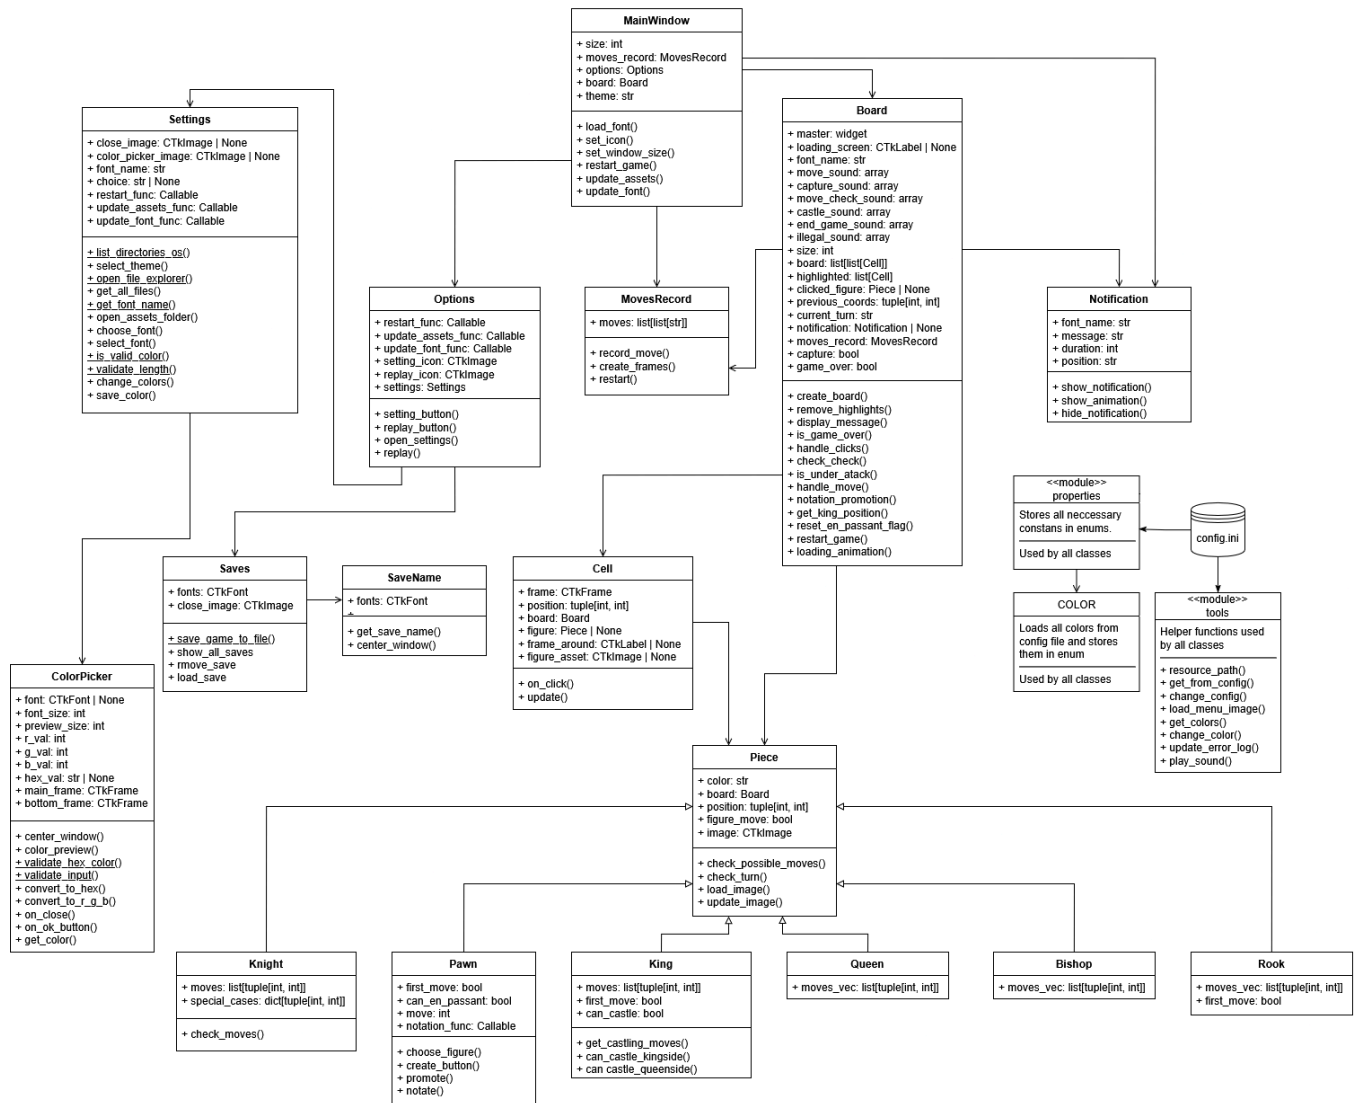 MainWindow
+ size: int
+ moves_record: MovesRecord
+ options: Options
+ board: Board
+ theme: str
+ load_font()
+ set_icon()
+ set_window_size()
+ restart_game()
+ update_assets()
+ update_font()
Settings
+ close_image: CTkImage | None
+ color_picker_image: CTkImage | None
+ font_name: str
+ choice: str | None
+ restart_func: Callable
+ update_assets_func: Callable
+ update_font_func: Callable
+ list_directories_os()
+ select_theme()
+ open_file_explorer()
+ get_all_files()
+ get_font_name()
+ open_assets_folder()
+ choose_font()
+ select_font()
+ is_valid_color()
+ validate_length()
+ change_colors()
+ save_color()
Board
+ master: widget
+ loading_screen: CTkLabel | None
+ font_name: str
+ move_sound: array
+ capture_sound: array
+ move_check_sound: array
+ castle_sound: array
+ end_game_sound: array
+ illegal_sound: array
+ size: int
+ board: list[list[Cell]]
+ highlighted: list[Cell]
+ clicked_figure: Piece | None
+ previous_coords: tuple[int, int]
+ current_turn: str
+ notification: Notification | None
+ moves_record: MovesRecord
+ capture: bool
+ game_over: bool
+ create_board()
+ remove_highlights()
+ display_message()
+ is_game_over()
+ handle_clicks()
+ check_check()
+ is_under_atack()
+ handle_move()
+ notation_promotion()
+ get_king_position()
+ reset_en_passant_flag()
+ restart_game()
+ loading_animation()
Options
+ restart_func: Callable
+ update_assets_func: Callable
+ update_font_func: Callable
+ setting_icon: CTkImage
+ replay_icon: CTkImage
+ settings: Settings
+ setting_button()
+ replay_button()
+ open_settings()
+ replay()
MovesRecord
+ moves: list[list[str]]
+ record_move()
+ create_frames()
+ restart()
Notification
+ font_name: str
+ message: str
+ duration: int
+ position: str
+ show_notification()
+ show_animation()
+ hide_notification()
<<module>>
properties
Stores all neccessary
constans in enums.
Used by all classes
config.ini
COLOR
Loads all colors from
config file and stores
them in enum
Used by all classes
<<module>>
tools
Helper functions used
by all classes
+ resource_path()
+ get_from_config()
+ change_config()
+ load_menu_image()
+ get_colors()
+ change_color()
+ update_error_log()
+ play_sound()
Saves
+ fonts: CTkFont
+ close_image: CTkImage
+ save_game_to_file()
+ show_all_saves
+ rmove_save
+ load_save
SaveName
+ fonts: CTkFont
+
+ get_save_name()
+ center_window()
Cell
+ frame: CTkFrame
+ position: tuple[int, int]
+ board: Board
+ figure: Piece | None
+ frame_around: CTkLabel | None
+ figure_asset: CTkImage | None
+ on_click()
+ update()
ColorPicker
+ font: CTkFont | None
+ font_size: int
+ preview_size: int
+ r_val: int
+ g_val: int
+ b_val: int
+ hex_val: str | None
+ main_frame: CTkFrame
+ bottom_frame: CTkFrame
+ center_window()
+ color_preview()
+ validate_hex_color()
+ validate_input()
+ convert_to_hex()
+ convert_to_r_g_b()
+ on_close()
+ on_ok_button()
+ get_color()
Piece
+ color: str
+ board: Board
+ position: tuple[int, int]
+ figure_move: bool
+ image: CTkImage
+ check_possible_moves()
+ check_turn()
+ load_image()
+ update_image()
Knight
+ moves: list[tuple[int, int]]
+ special_cases: dict[tuple[int, int]]
+ check_moves()
Pawn
+ first_move: bool
+ can_en_passant: bool
+ move: int
+ notation_func: Callable
+ choose_figure()
+ create_button()
+ promote()
+ notate()
King
+ moves: list[tuple[int, int]]
+ first_move: bool
+ can_castle: bool
+ get_castling_moves()
+ can_castle_kingside()
+ can castle_queenside()
Queen
+ moves_vec: list[tuple[int, int]]
Bishop
+ moves_vec: list[tuple[int, int]]
Rook
+ moves_vec: list[tuple[int, int]]
+ first_move: bool